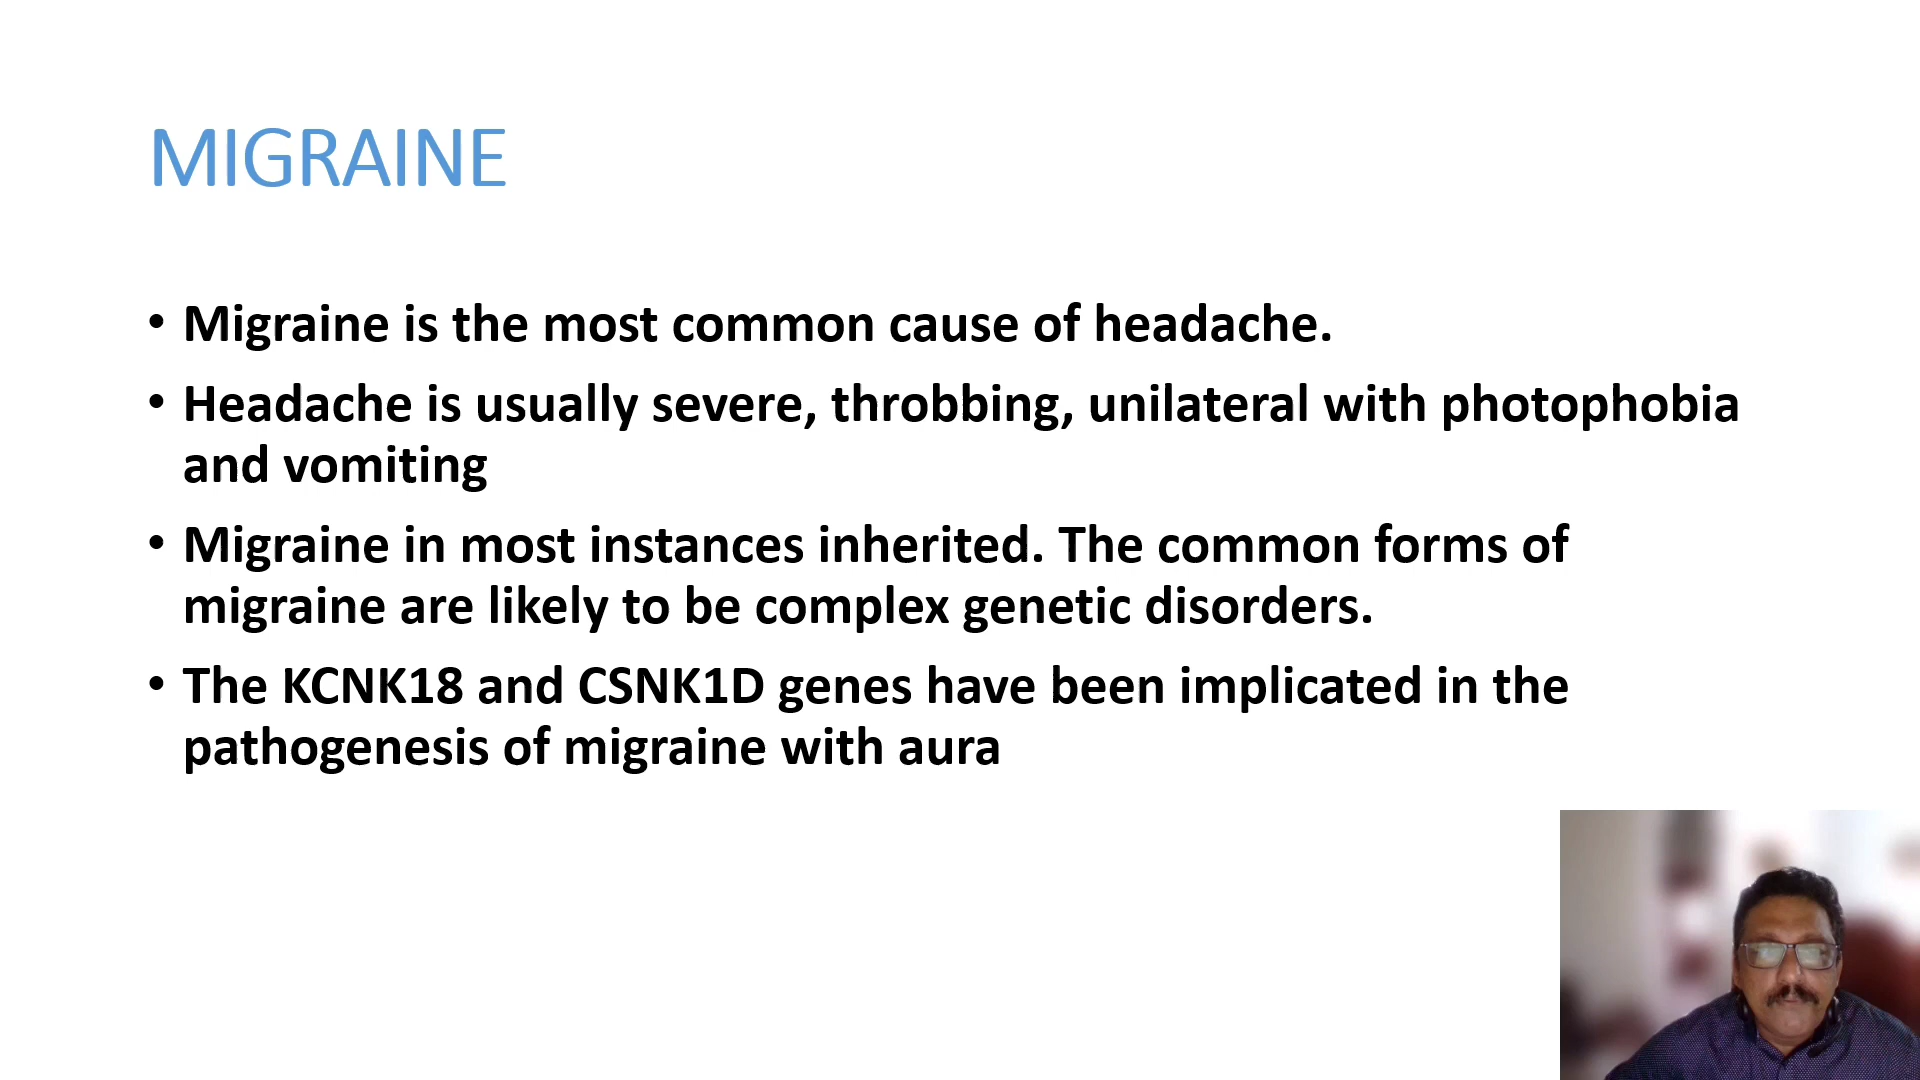 MIGRAINE
• Migraine is the most common cause of headache.
• Headache is usually severe, throbbing, unilateral with photophobia
and vomiting
• Migraine in most instances inherited. The common forms of
migraine are likely to be complex genetic disorders.
• The KCNK18 and CSNK1D genes have been implicated in the
pathogenesis of migraine with aura